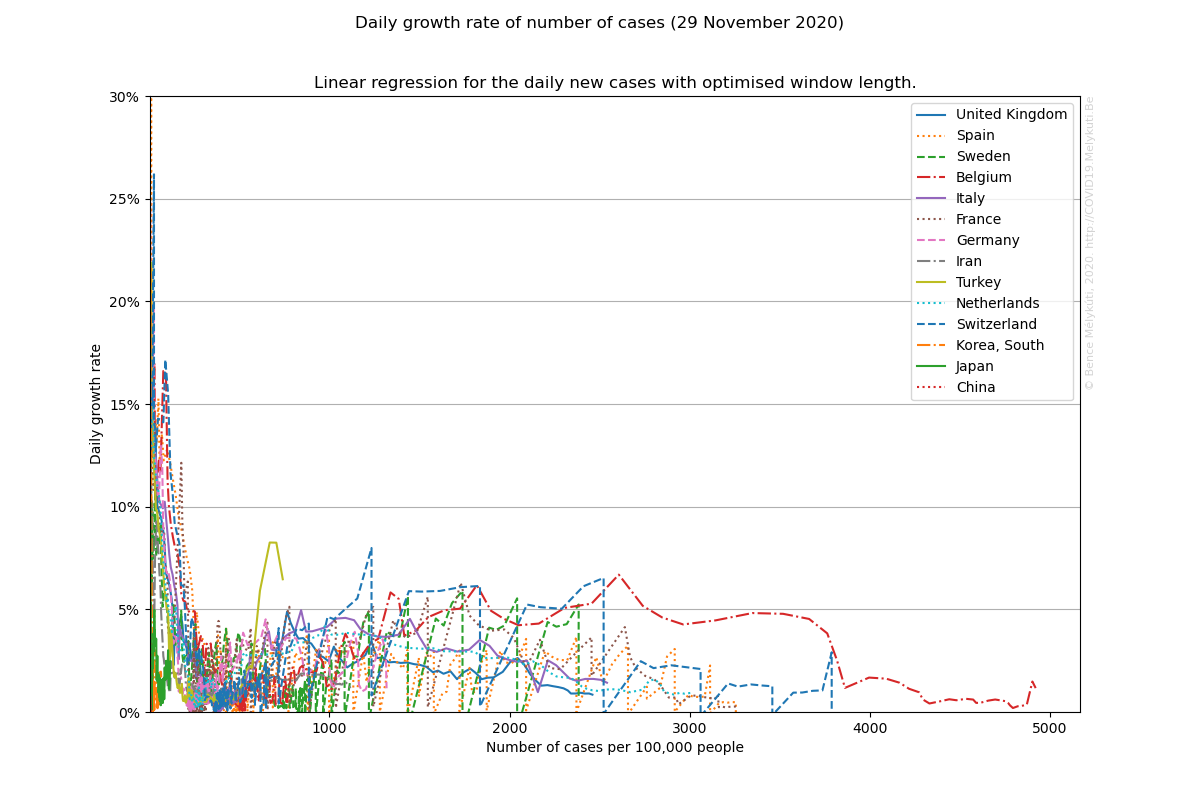 Daily growth rate of number of cases (29 November 2020)
Linear regression for the daily new cases with optimised window length.
30%
25%
20%
15%
10%
5%
0%
Daily growth rate
1000
2000
3000
4000
5000
Number of cases per 100,000 people
United Kingdom
Spain
Sweden
Belgium
Italy
France
Germany
Iran
Turkey
Netherlands
Switzerland
Korea, South
Japan
China
© Bence Mélykúti, 2020. http://COVID19.Melykuti.Be